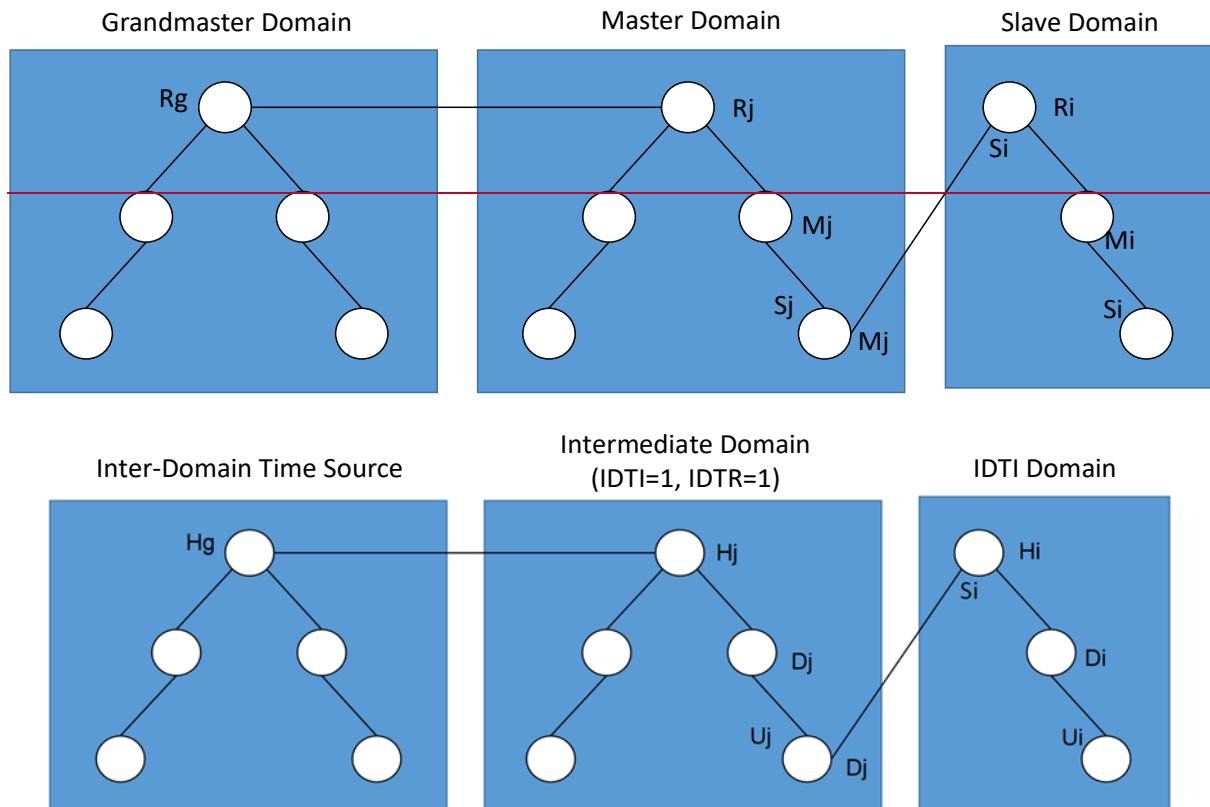 Grandmaster Domain
Master Domain
Slave Domain
Rg
Rj
Ri
Si
Mj
Mi
Sj
Mj
Si
Inter-Domain Time Source
Intermediate Domain
(IDTI=1, IDTR=1)
IDTI Domain
Hg
Hj
Hi
Si
Dj
Di
Uj
Dj
Ui